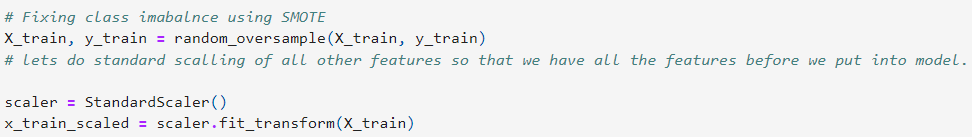 # Fixing class imabalnce using SMOTE
X_train, y_train = random_oversample(X_train, y_train)
# lets do standard scalling of all other features so that we have all the features before we put into model.
scaler = StandardScaler()
x_train_scaled = scaler.fit_transform(X_train)